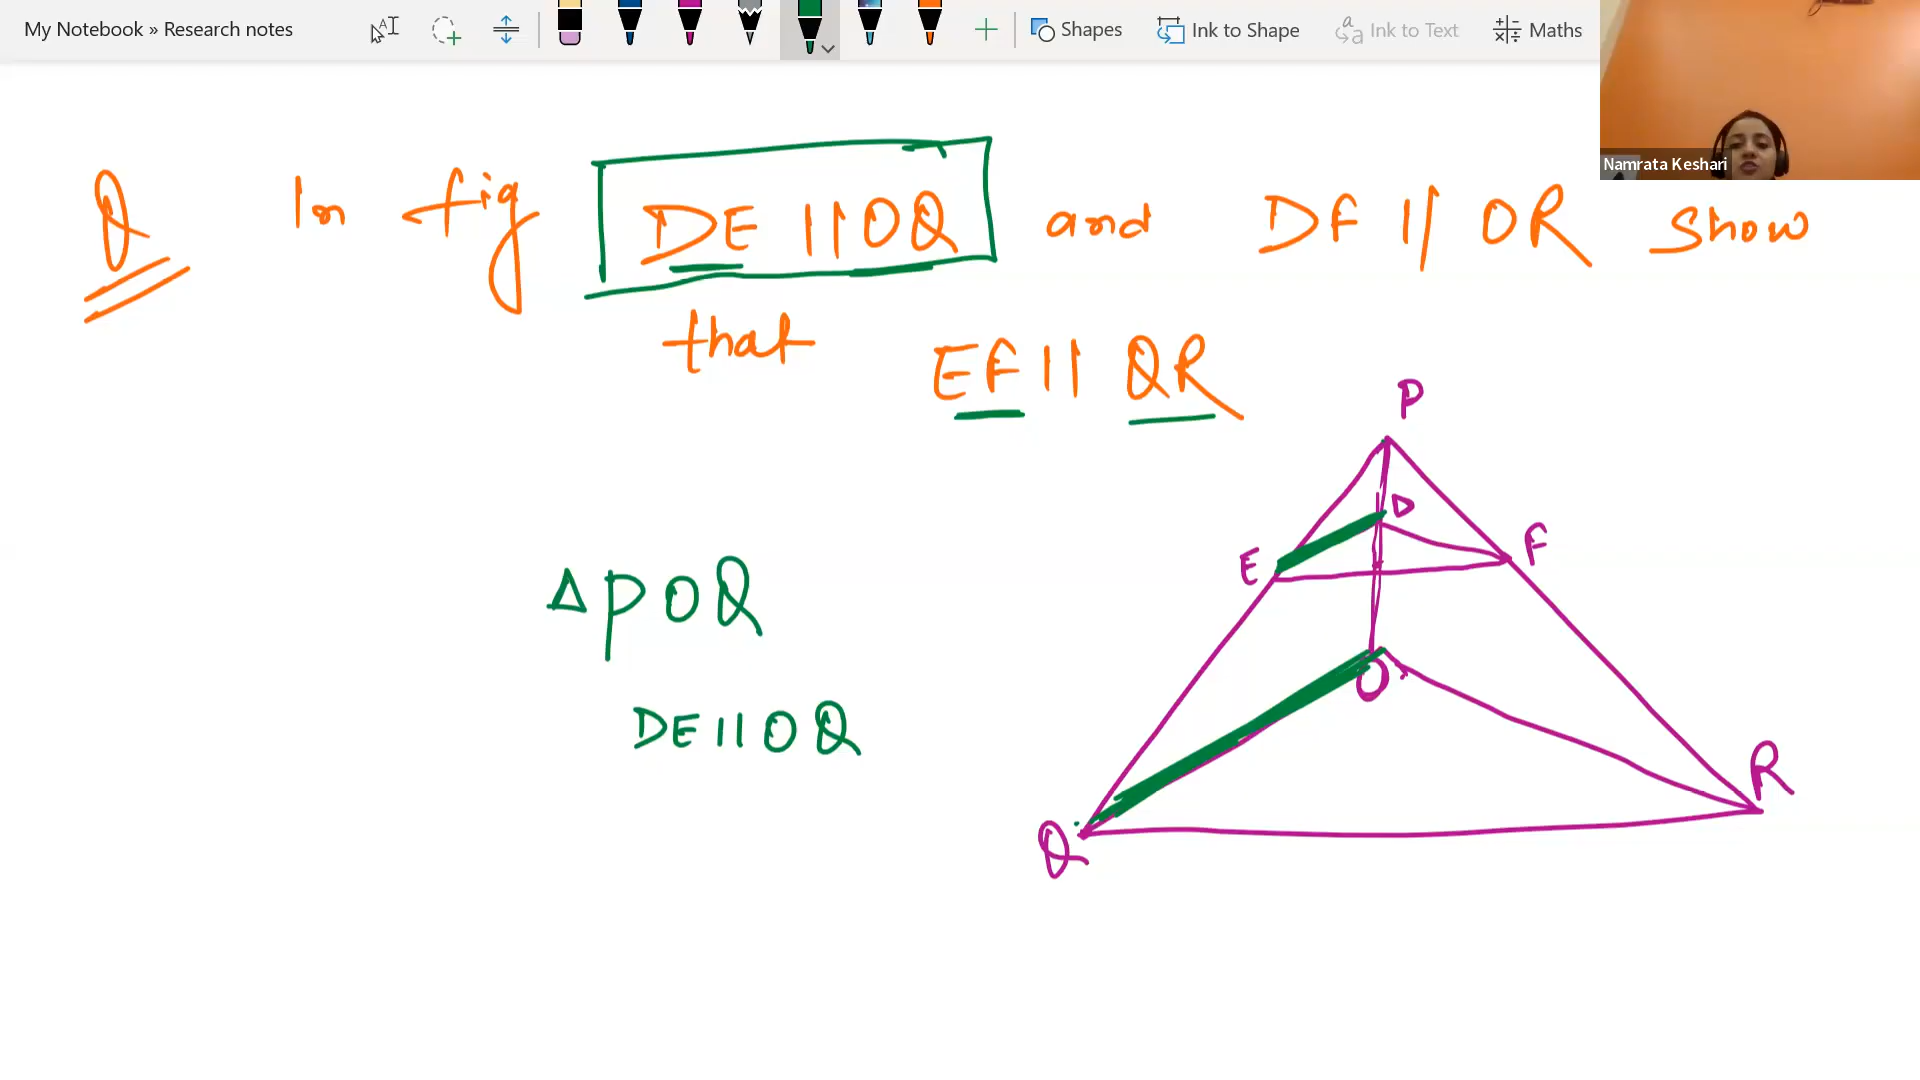 My Notebook » Research notes
Shapes
Ink to Shape
Ink to Text
Maths
Namrata Keshari
Q In fig DE || OQ and DF || OR show
that EF || QR
P
D
E
F
Δ POQ
O
DE || OQ
R
Q